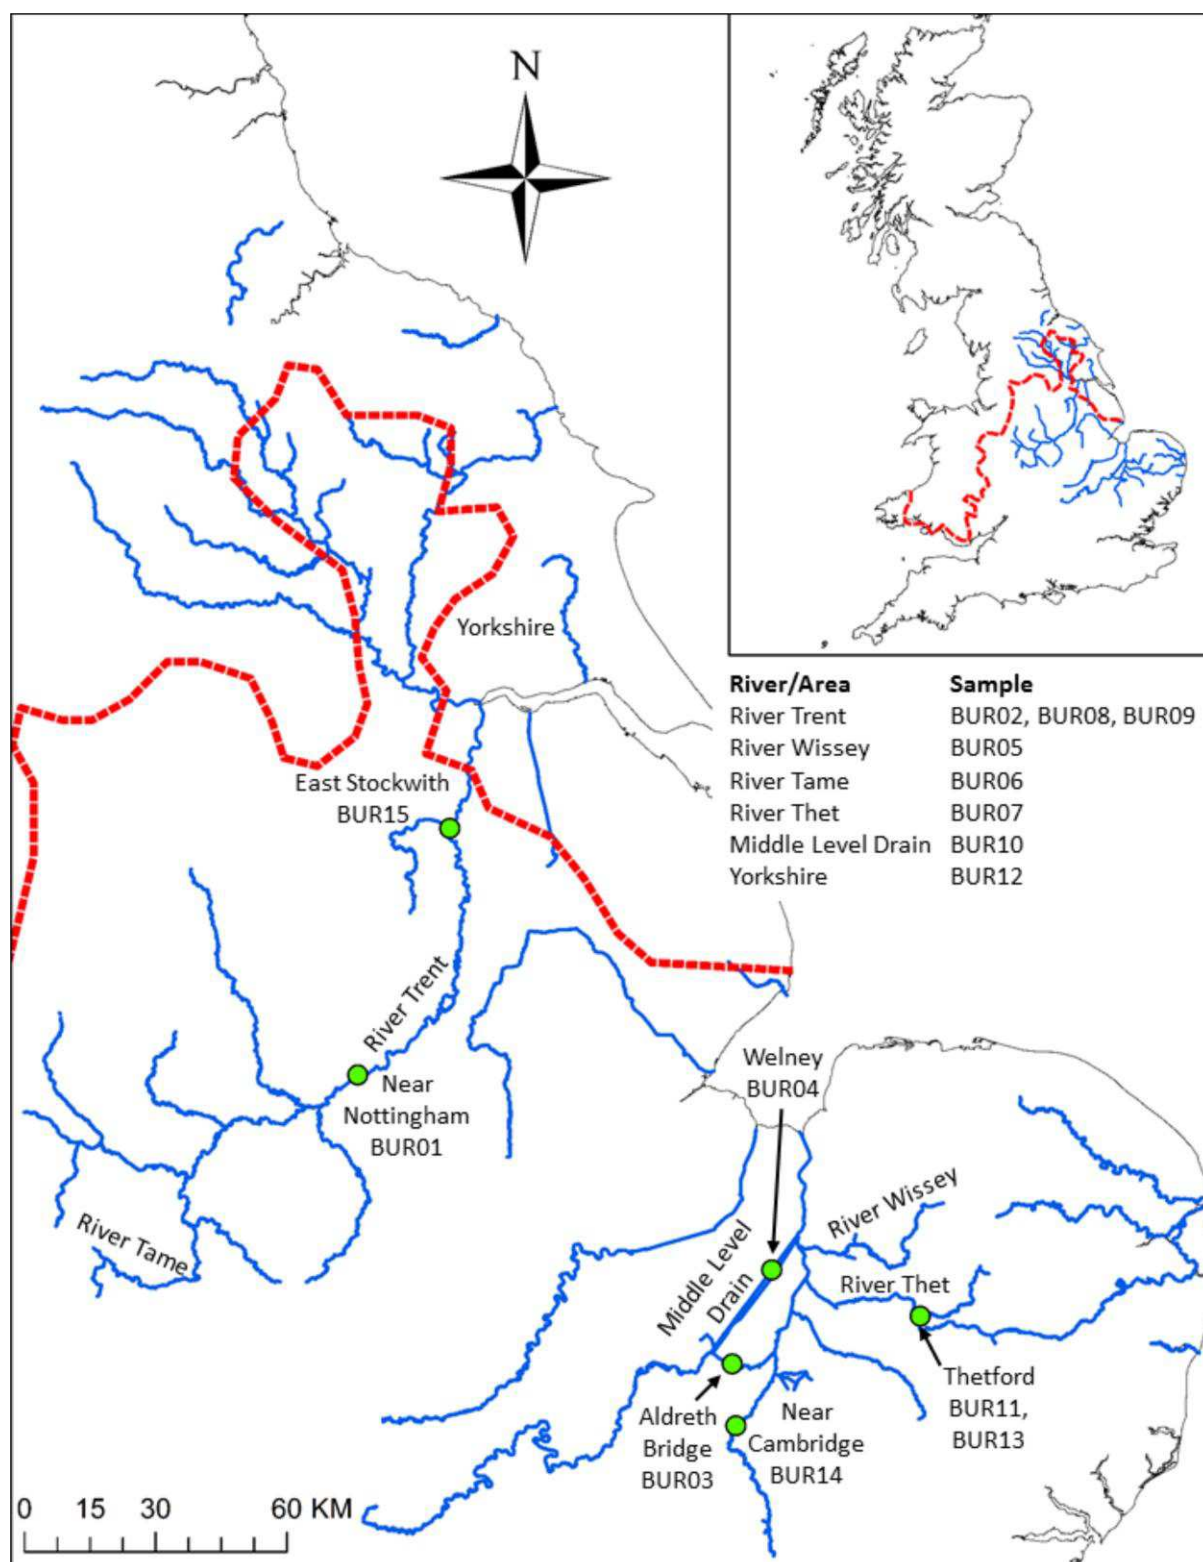 N
Yorkshire
River/Area Sample
River Trent BUR02, BUR08, BUR09
River Wissey BUR05
River Tame BUR06
River Thet BUR07
Middle Level Drain BUR10
Yorkshire BUR12
East Stockwith
BUR15
River Trent
Near
Nottingham
BUR01
Welney
BUR04
River Tame
River Wissey
Middle Level
Drain
River Thet
Thetford
BUR11,
BUR13
Aldreth
Bridge
BUR03
Near
Cambridge
BUR14
0 15 30 60 KM